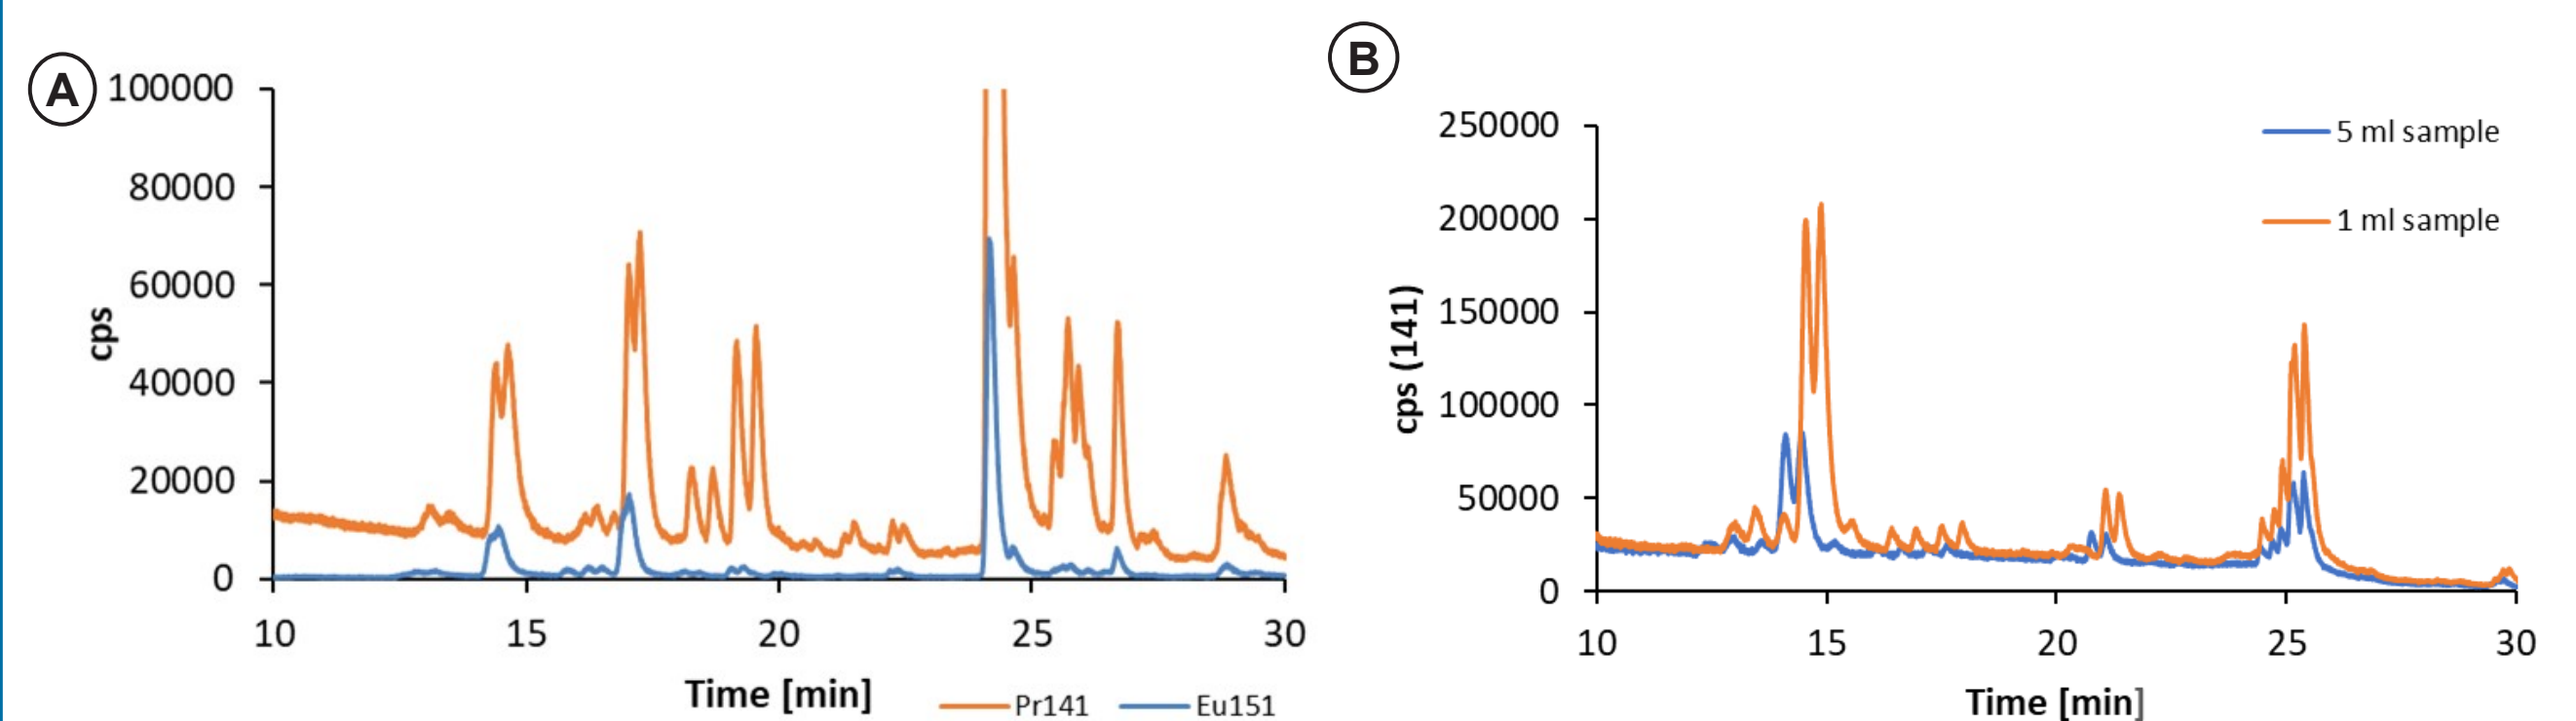 A
100000
80000
60000
40000
20000
0
cps
10 15 20 25 30
Time [min]
Pr141 Eu151
B
250000
200000
150000
100000
50000
0
cps (141)
5 ml sample
1 ml sample
10 15 20 25 30
Time [min]